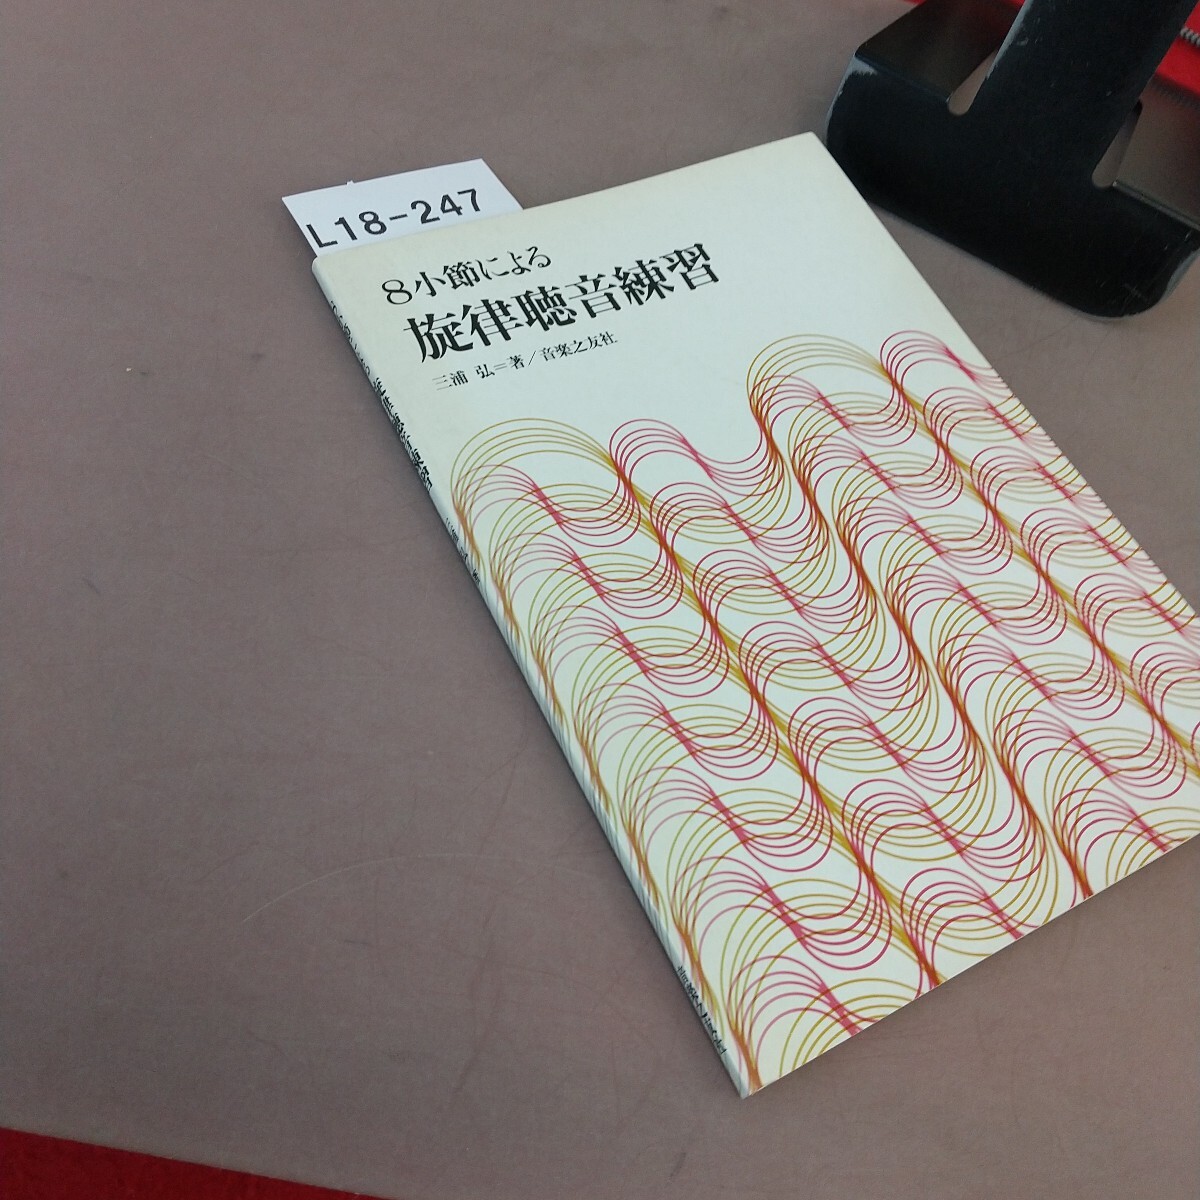 L18-247
8小節による
旋律聴音練習
三浦 弘=著/音楽之友社